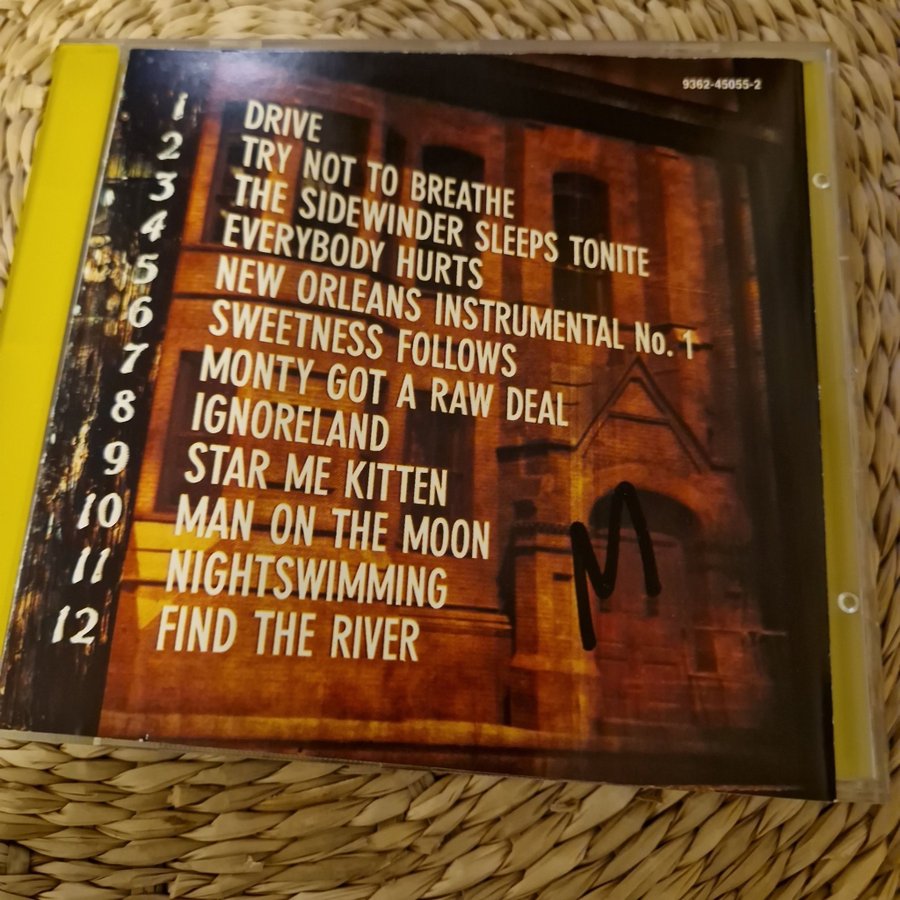 9362-45055-2
1 DRIVE
2 TRY NOT TO BREATHE
3 THE SIDEWINDER SLEEPS TONITE
4 EVERYBODY HURTS
5 NEW ORLEANS INSTRUMENTAL No. 1
6 SWEETNESS FOLLOWS
7 MONTY GOT A RAW DEAL
8 IGNORELAND
9 STAR ME KITTEN
10 MAN ON THE MOON
11 NIGHTSWIMMING
12 FIND THE RIVER
M